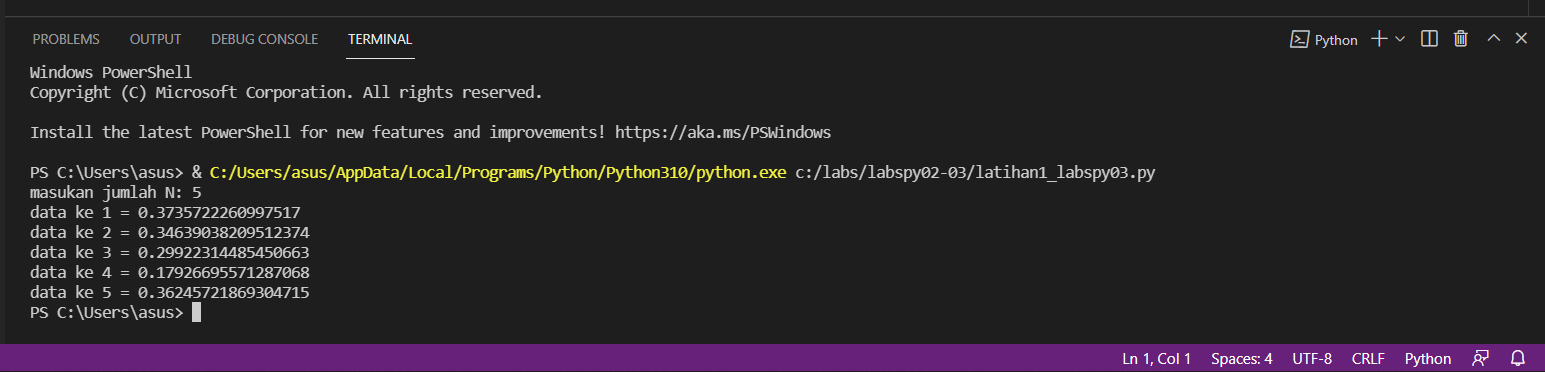 PROBLEMS OUTPUT DEBUG CONSOLE TERMINAL Python
Windows PowerShell
Copyright (C) Microsoft Corporation. All rights reserved.
Install the latest PowerShell for new features and improvements! https://aka.ms/PSWindows
PS C:\Users\asus> & C:/Users/asus/AppData/Local/Programs/Python/Python310/python.exe c:/labs/labspy02-03/latihan1_labspy03.py
masukan jumlah N: 5
data ke 1 = 0.3735722260997517
data ke 2 = 0.34639038209512374
data ke 3 = 0.29922314485450663
data ke 4 = 0.17926695571287068
data ke 5 = 0.36245721869304715
PS C:\Users\asus>
Ln 1, Col 1 Spaces: 4 UTF-8 CRLF Python